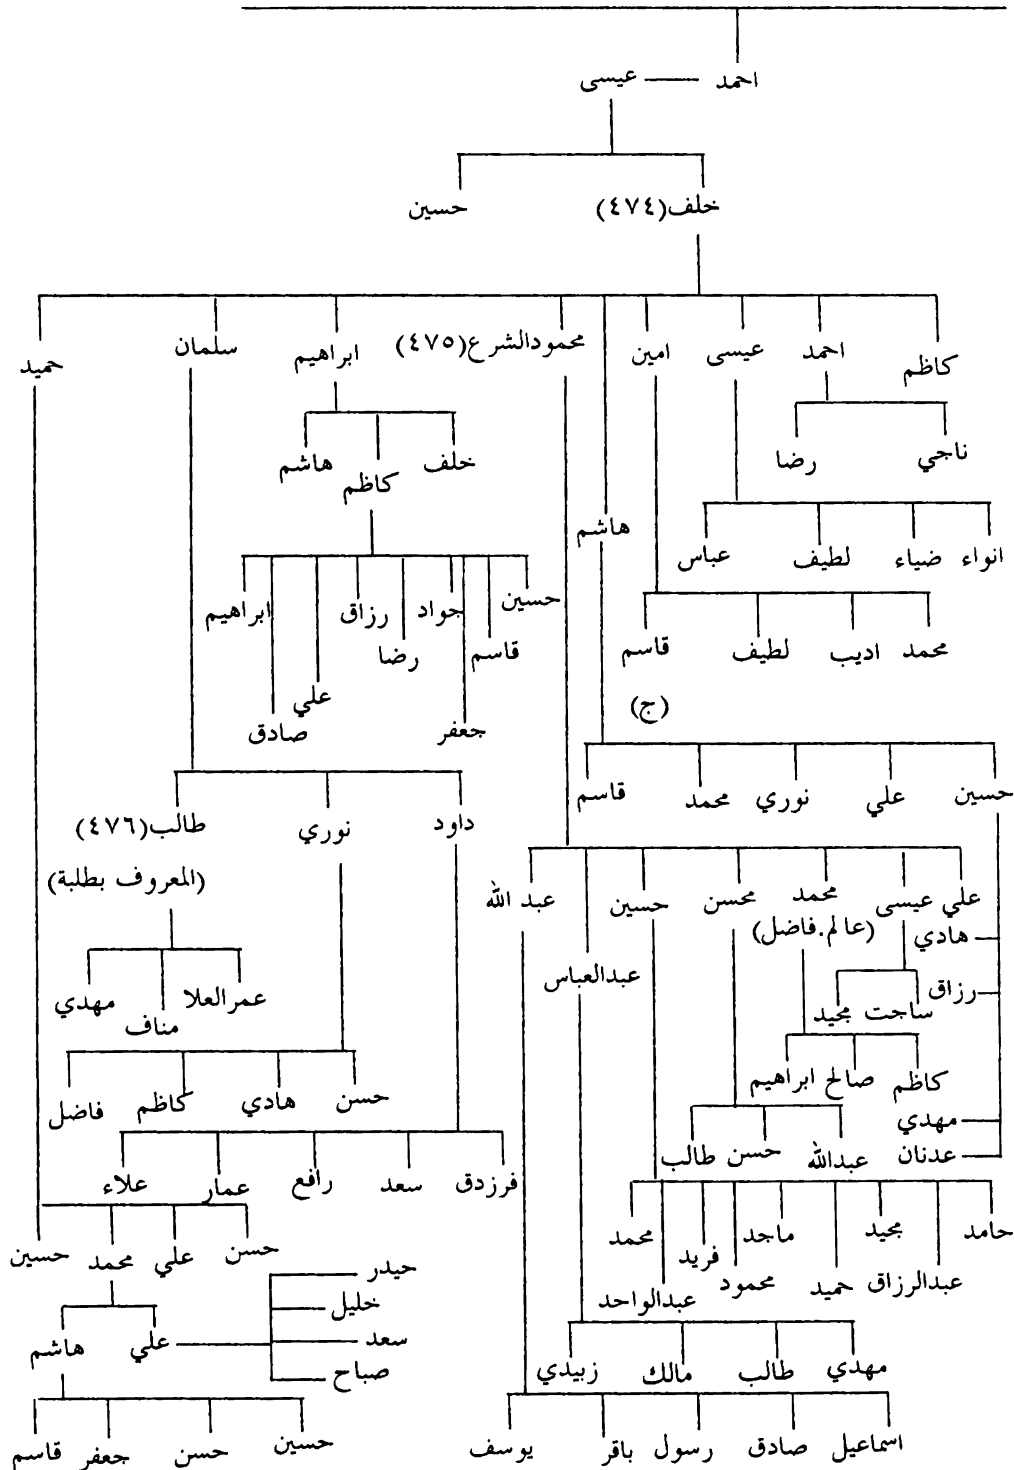 احمد عيسى
خلف (٤٧٤) حسين
كاظم احمد عيسى امين محمود الشرع (٤٧٥) ابراهيم سلمان حميد
ناجي رضا خلف كاظم هاشم
هاشم
انواء ضياء لطيف عباس
حسين قاسم جعفر جواد رضا رزاق علي صادق ابراهيم
محمد اديب لطيف قاسم
(ج)
حسين علي نوري محمد قاسم
داود نوري طالب (٤٧٦)
(المعروف بطلبة)
علي عيسى محمد محسن حسين عبدالعباس عبد الله
(عالم.فاضل)
هادي
رزاق
ساجت مجيد
عمر العلا مناف مهدي
كاظم صالح ابراهيم
حسن هادي كاظم فاضل
مهدي
عدنان
عبدالله حسن طالب
فرزدق سعد رافع عمار علاء
حامد عبدالرزاق مجيد حميد ماجد محمود فريد عبدالواحد محمد
حسن علي محمد حسين
حيدر
خليل
سعد
صباح
علي هاشم
مهدي طالب مالك زبيدي
اسماعيل صادق رسول باقر يوسف
حسين حسن جعفر قاسم